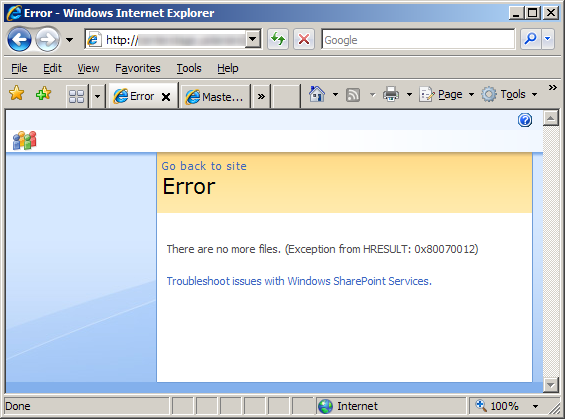 Error - Windows Internet Explorer
http://
Google
File Edit View Favorites Tools Help
Error Maste... » Page Tools »
Go back to site
Error
There are no more files. (Exception from HRESULT: 0x80070012)
Troubleshoot issues with Windows SharePoint Services.
Done Internet 100%